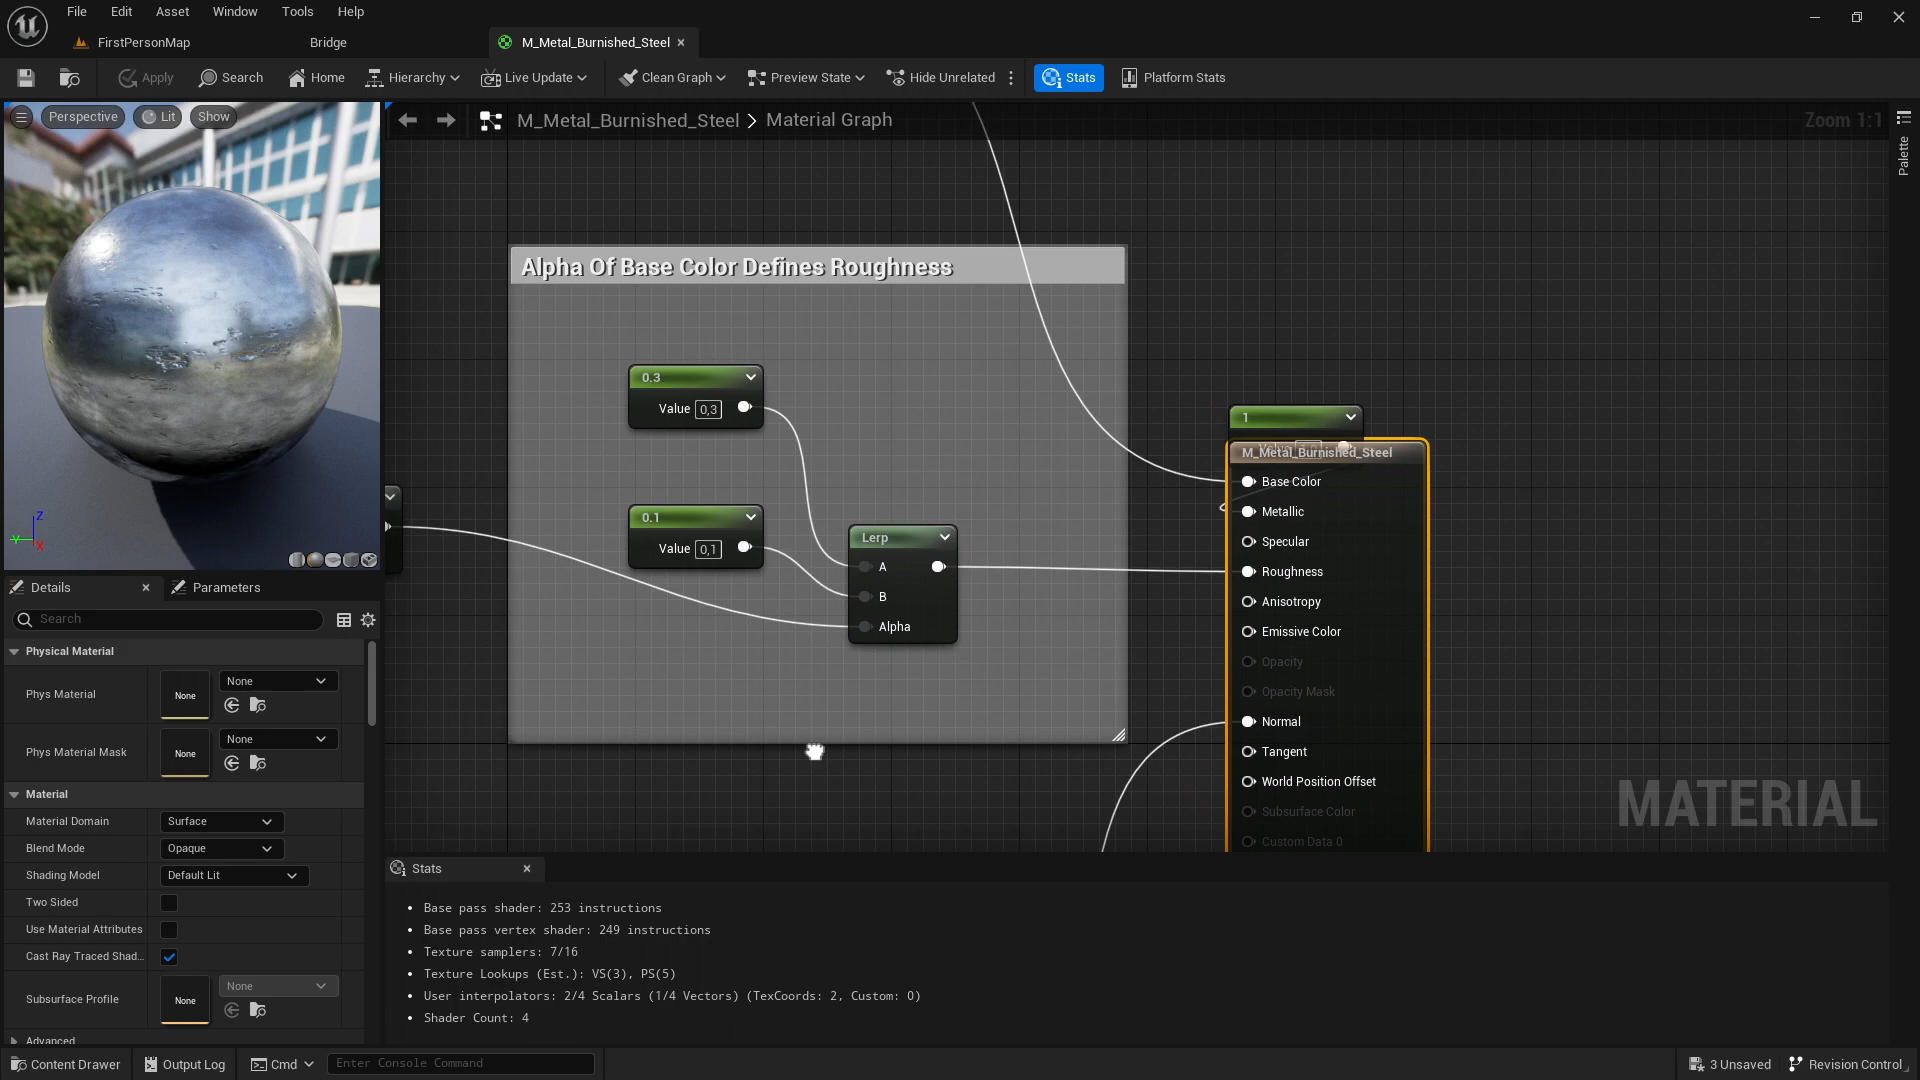 File Edit Asset Window Tools Help
FirstPersonMap Bridge M_Metal_Burnished_Steel
Apply Search Home Hierarchy Live Update Clean Graph Preview State Hide Unrelated Stats Platform Stats
Perspective Lit Show
M_Metal_Burnished_Steel > Material Graph
Zoom 1:1
Palette
Alpha Of Base Color Defines Roughness
0.3
Value 0,3
0.1
Value 0,1
Lerp
A
B
Alpha
1
M_Metal_Burnished_Steel
Base Color
Metallic
Specular
Roughness
Anisotropy
Emissive Color
Opacity
Opacity Mask
Normal
Tangent
World Position Offset
Subsurface Color
Custom Data 0
MATERIAL
Z
Y
X
Details Parameters
Search
Physical Material
Phys Material None None
Phys Material Mask None None
Material
Material Domain Surface
Blend Mode Opaque
Shading Model Default Lit
Two Sided
Use Material Attributes
Cast Ray Traced Shad...
Subsurface Profile None None
Advanced
Stats
Base pass shader: 253 instructions
Base pass vertex shader: 249 instructions
Texture samplers: 7/16
Texture Lookups (Est.): VS(3), PS(5)
User interpolators: 2/4 Scalars (1/4 Vectors) (TexCoords: 2, Custom: 0)
Shader Count: 4
Content Drawer Output Log Cmd Enter Console Command 3 Unsaved Revision Control